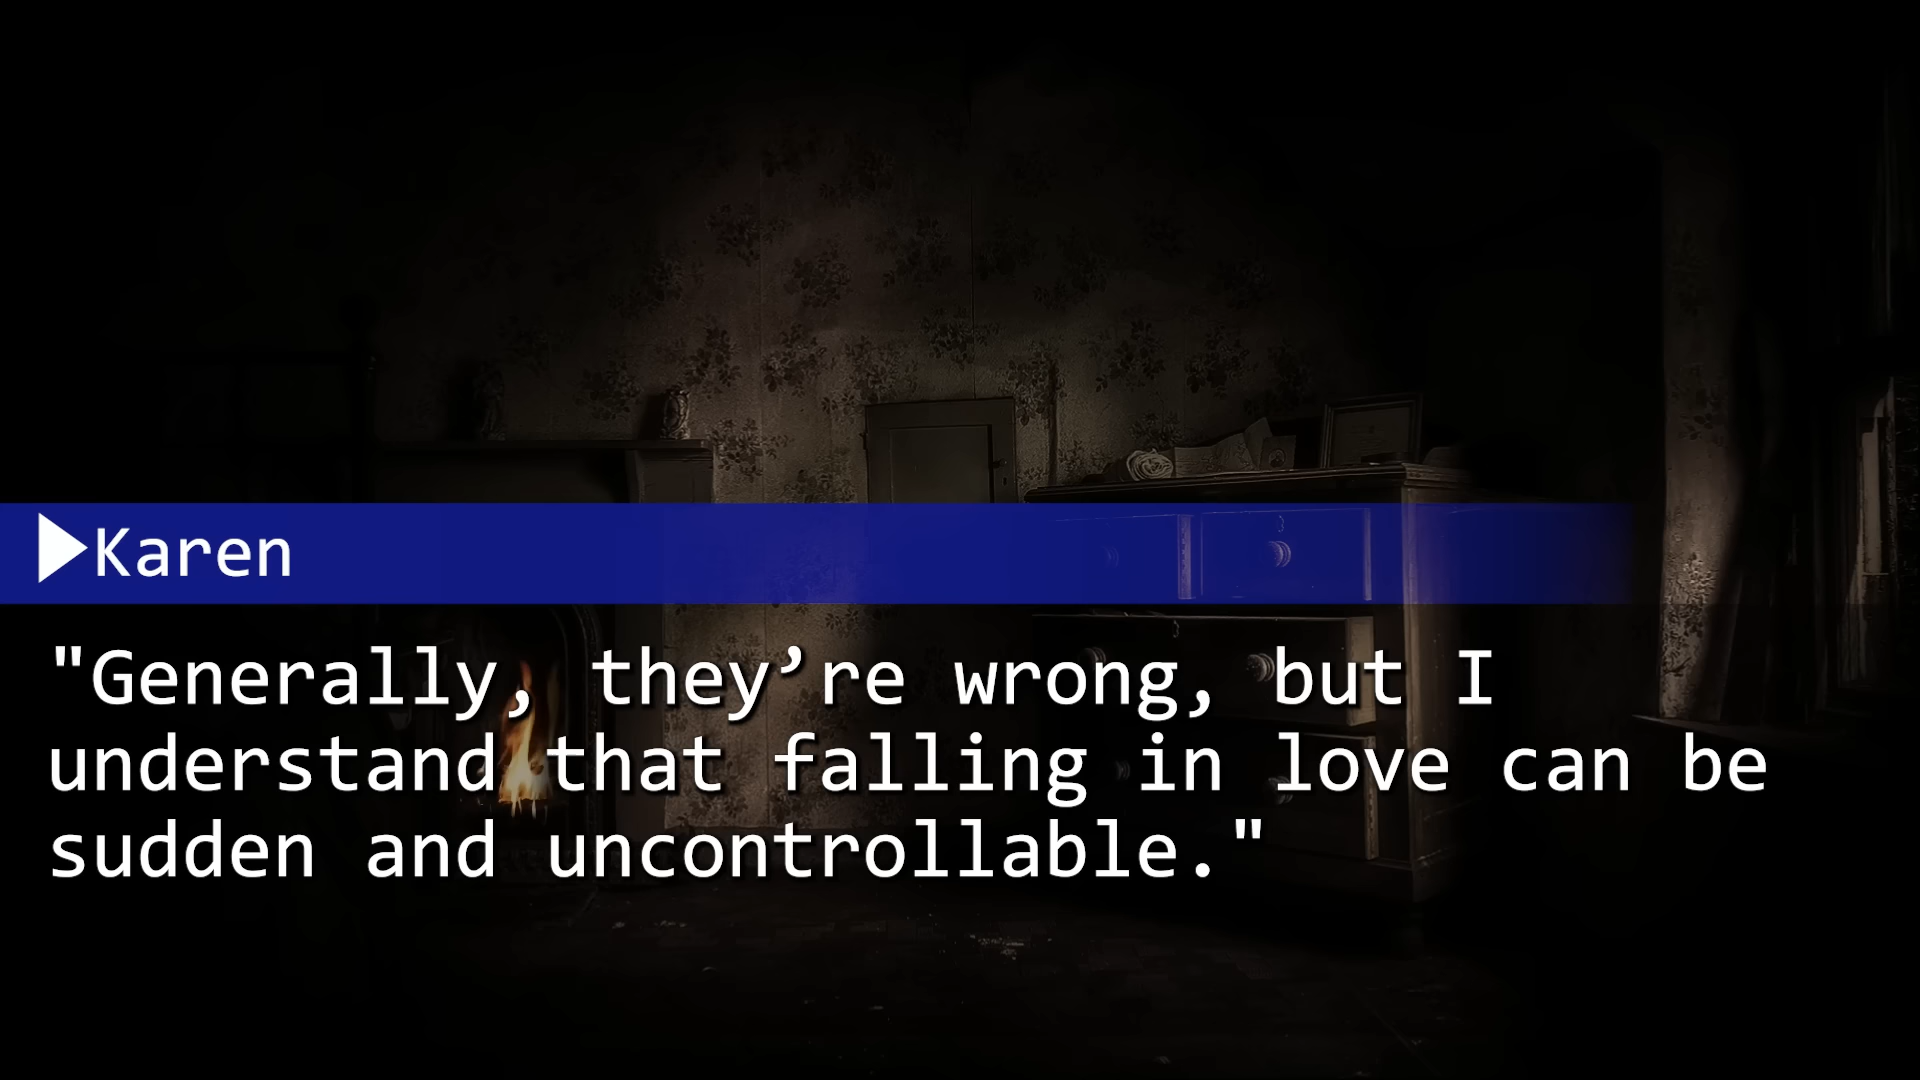 Karen
"Generally, they’re wrong, but I
understand that falling in love can be
sudden and uncontrollable."